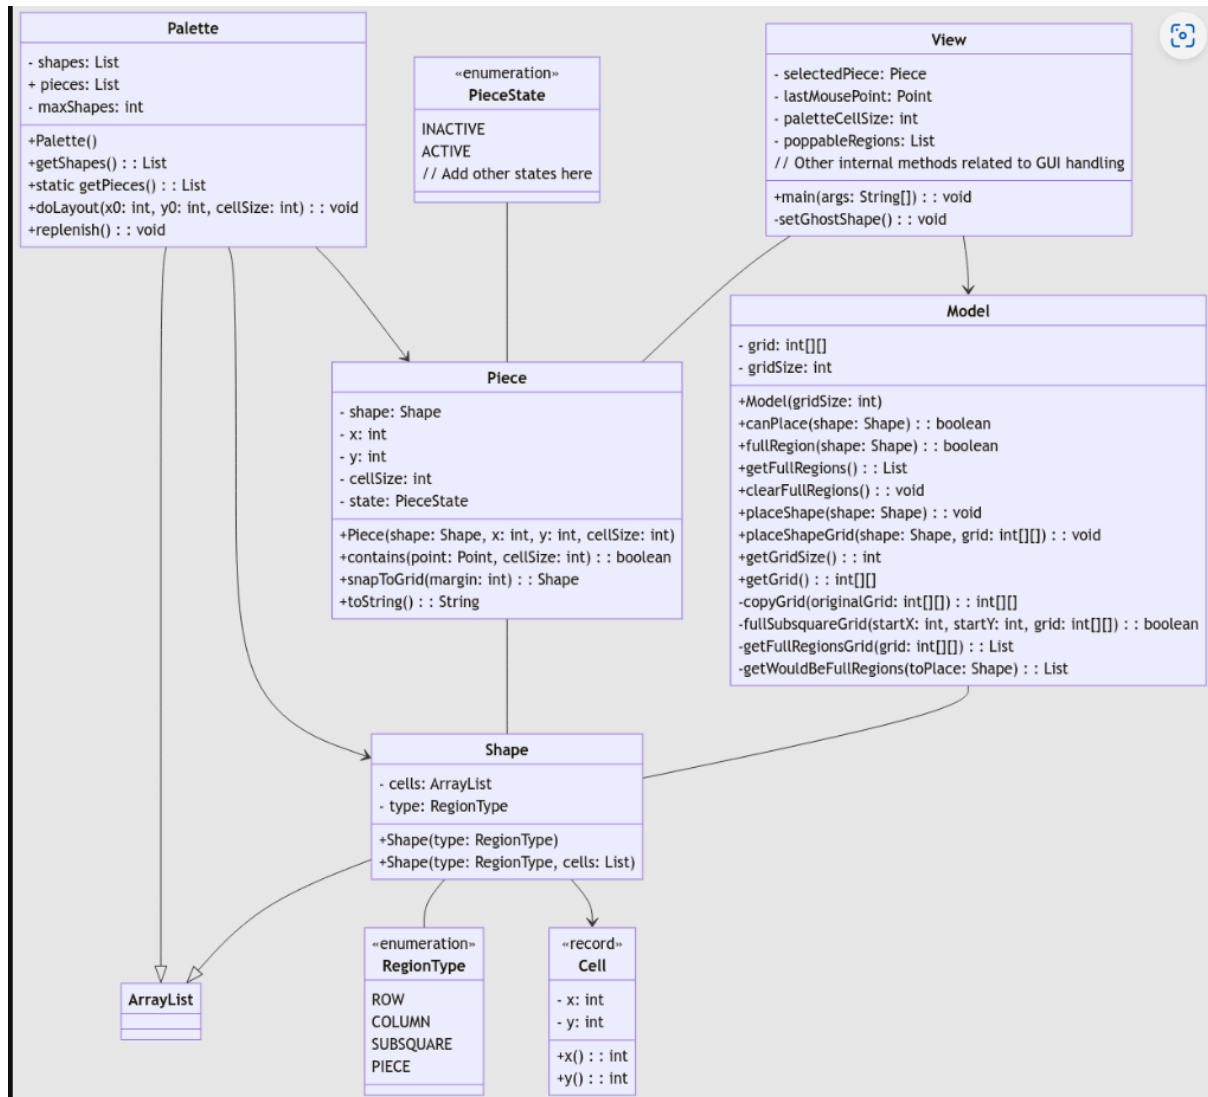 Palette
- shapes: List
+ pieces: List
- maxShapes: int
+Palette()
+getShapes() : : List
+static getPieces() : : List
+doLayout(x0: int, y0: int, cellSize: int) : : void
+replenish() : : void
«enumeration»
PieceState
INACTIVE
ACTIVE
// Add other states here
View
- selectedPiece: Piece
- lastMousePoint: Point
- paletteCellSize: int
- poppableRegions: List
// Other internal methods related to GUI handling
+main(args: String[]) : : void
-setGhostShape() : : void
Piece
- shape: Shape
- x: int
- y: int
- cellSize: int
- state: PieceState
+Piece(shape: Shape, x: int, y: int, cellSize: int)
+contains(point: Point, cellSize: int) : : boolean
+snapToGrid(margin: int) : : Shape
+toString() : : String
Model
- grid: int[][]
- gridSize: int
+Model(gridSize: int)
+canPlace(shape: Shape) : : boolean
+fullRegion(shape: Shape) : : boolean
+getFullRegions() : : List
+clearFullRegions() : : void
+placeShape(shape: Shape) : : void
+placeShapeGrid(shape: Shape, grid: int[][]) : : void
+getGridSize() : : int
+getGrid() : : int[][]
-copyGrid(originalGrid: int[][]) : : int[][]
-fullSubsquareGrid(startX: int, startY: int, grid: int[][]) : : boolean
-getFullRegionsGrid(grid: int[][]) : : List
-getWouldBeFullRegions(toPlace: Shape) : : List
Shape
- cells: ArrayList
- type: RegionType
+Shape(type: RegionType)
+Shape(type: RegionType, cells: List)
ArrayList
«enumeration»
RegionType
ROW
COLUMN
SUBSQUARE
PIECE
«record»
Cell
- x: int
- y: int
+x() : : int
+y() : : int